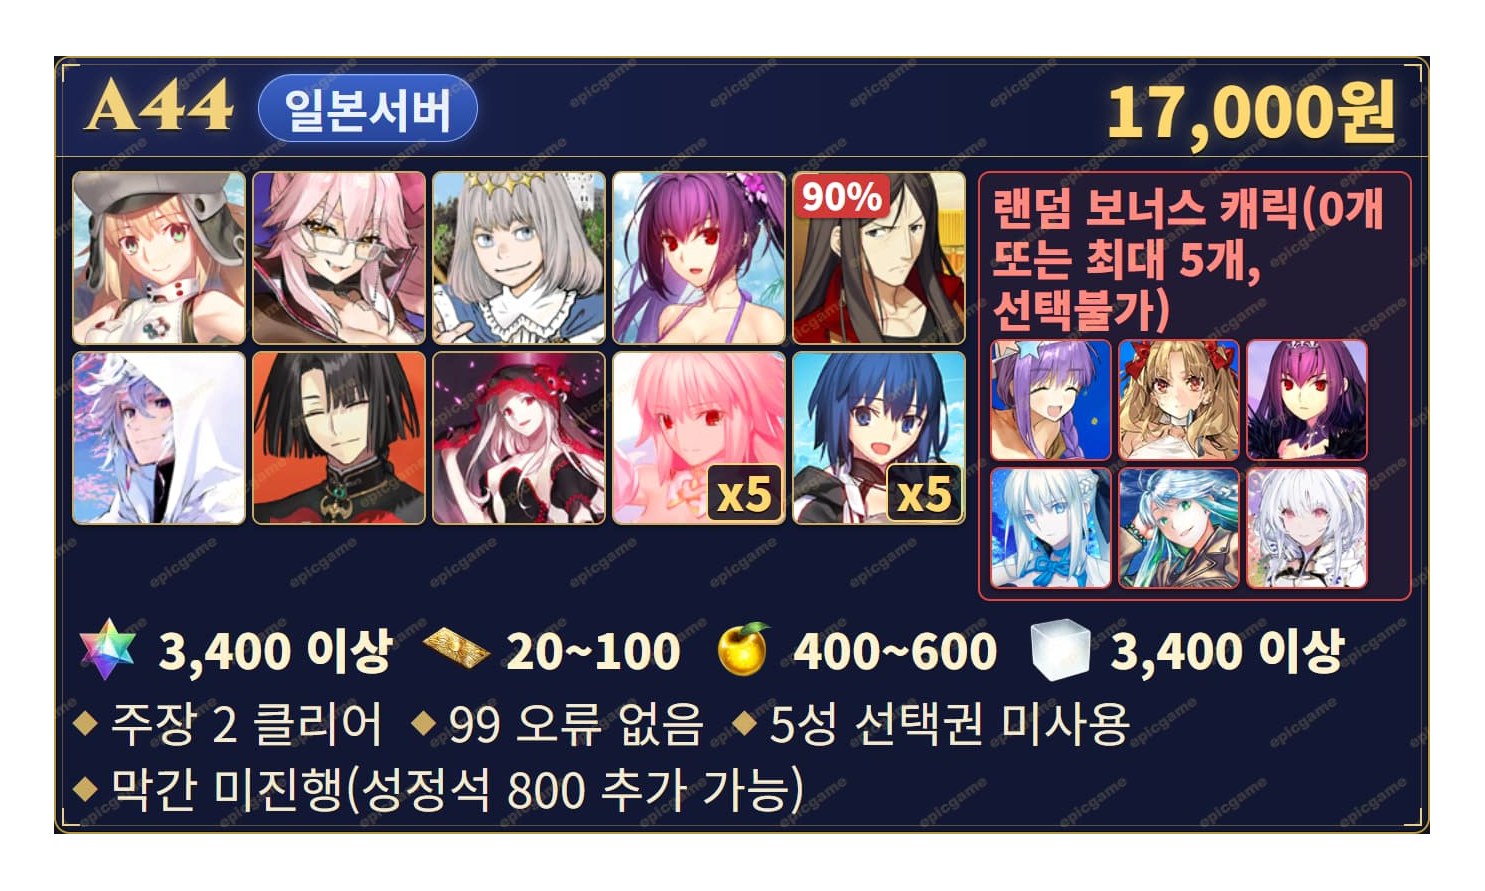 A44 일본서버 17,000원
90%
랜덤 보너스 캐릭(0개
또는 최대 5개,
선택불가)
x5 x5
3,400 이상 20~100 400~600 3,400 이상
◆ 주장 2 클리어 ◆ 99 오류 없음 ◆ 5성 선택권 미사용
◆ 막간 미진행(성정석 800 추가 가능)
epicgame